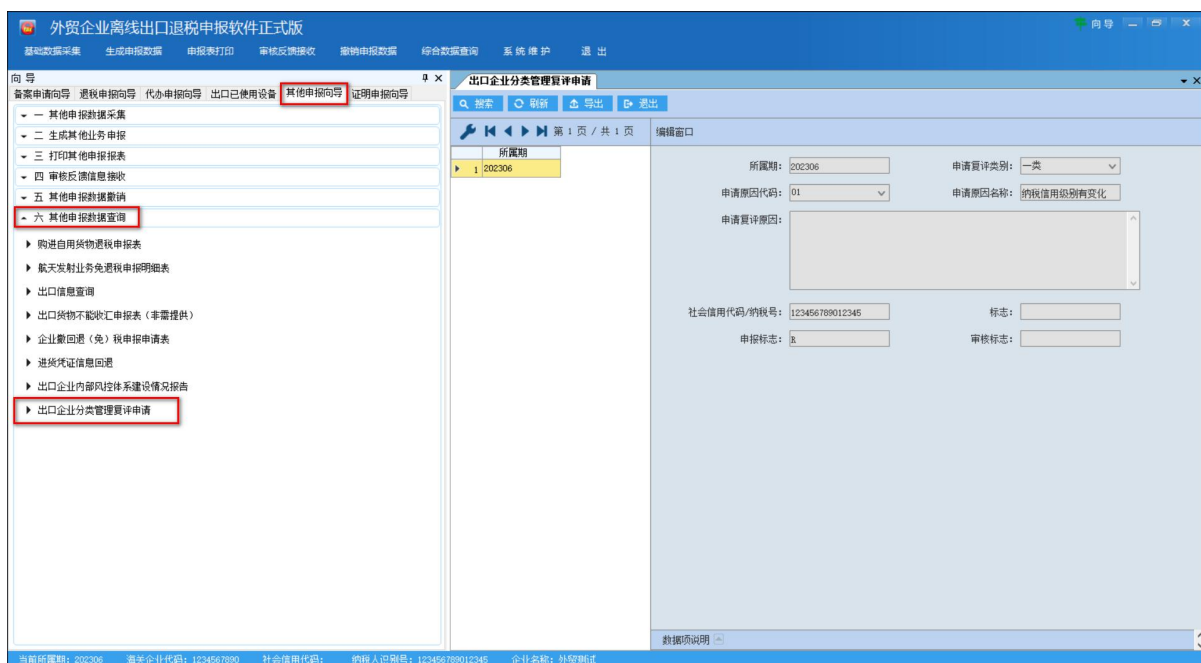 外贸企业离线出口退税申报软件正式版
向导
基础数据采集 生成申报数据 申报表打印 审核反馈接收 撤销申报数据 综合数据查询 系统维护 退出
向导
备案申请向导 退税申报向导 代办申报向导 出口已使用设备 其他申报向导 证明申报向导
一 其他申报数据采集
二 生成其他业务申报
三 打印其他申报报表
四 审核反馈信息接收
五 其他申报数据撤销
六 其他申报数据查询
购进自用货物退税申报表
航天发射业务免退税申报明细表
出口信息查询
出口货物不能收汇申报表（非需提供）
企业撤回退（免）税申报申请表
进货凭证信息回退
出口企业内部风控体系建设情况报告
出口企业分类管理复评申请
出口企业分类管理复评申请
搜索 刷新 导出 退出
第 1 页 / 共 1 页
所属期
1 202306
编辑窗口
所属期： 202306 申请复评类别： 一类
申请原因代码： 01 申请原因名称： 纳税信用级别有变化
申请复评原因：
社会信用代码/纳税号： 123456789012345 标志：
申报标志： R 审核标志：
数据项说明
当前所属期：202306 海关企业代码：1234567890 社会信用代码： 纳税人识别号：123456789012345 企业名称：外贸测试